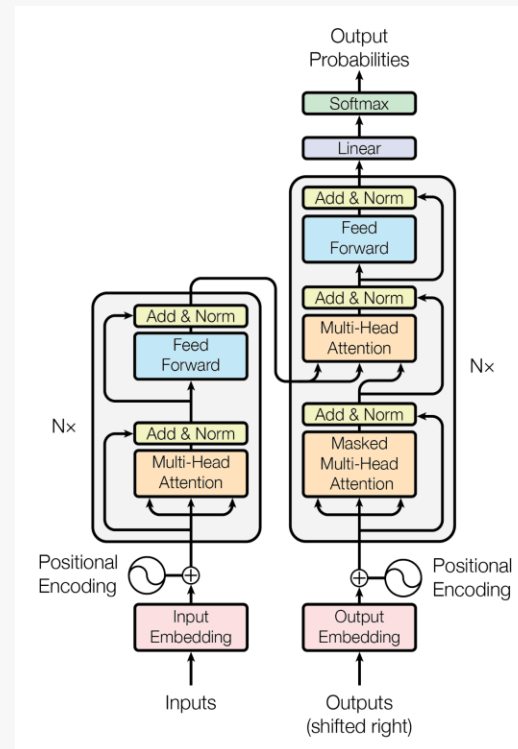 Output
Probabilities
Softmax
Linear
Add & Norm
Feed
Forward
Add & Norm
Multi-Head
Attention
Add & Norm
Masked
Multi-Head
Attention
N×
Positional
Encoding
Output
Embedding
Outputs
(shifted right)
Add & Norm
Feed
Forward
Add & Norm
Multi-Head
Attention
N×
Positional
Encoding
Input
Embedding
Inputs